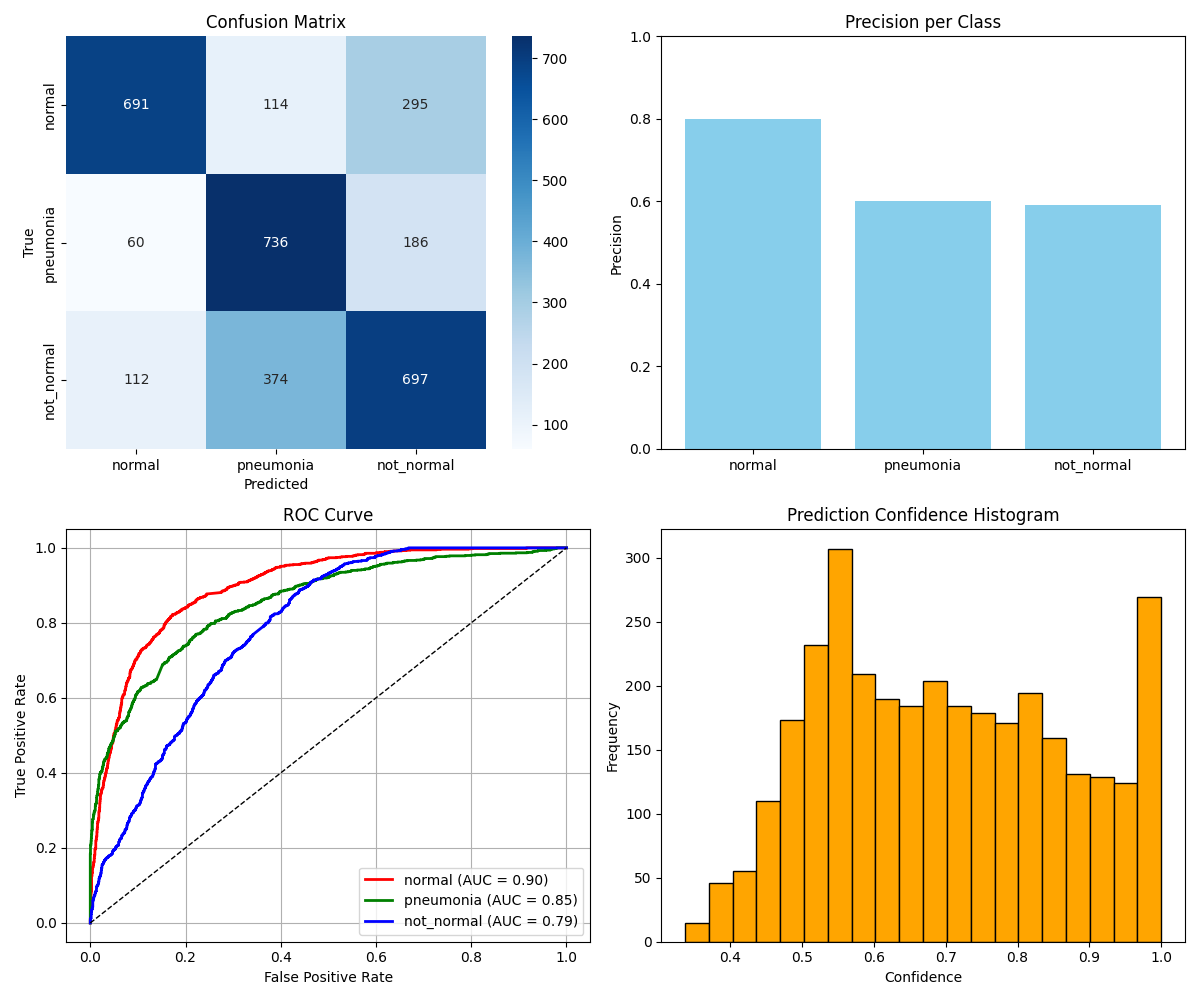 Confusion Matrix
normal
pneumonia
not_normal
True
691 114 295
60 736 186
112 374 697
normal pneumonia not_normal
Predicted
700
600
500
400
300
200
100
Precision per Class
Precision
1.0
0.8
0.6
0.4
0.2
0.0
normal pneumonia not_normal
ROC Curve
True Positive Rate
1.0
0.8
0.6
0.4
0.2
0.0
normal (AUC = 0.90)
pneumonia (AUC = 0.85)
not_normal (AUC = 0.79)
0.0 0.2 0.4 0.6 0.8 1.0
False Positive Rate
Prediction Confidence Histogram
Frequency
300
250
200
150
100
50
0
0.4 0.5 0.6 0.7 0.8 0.9 1.0
Confidence